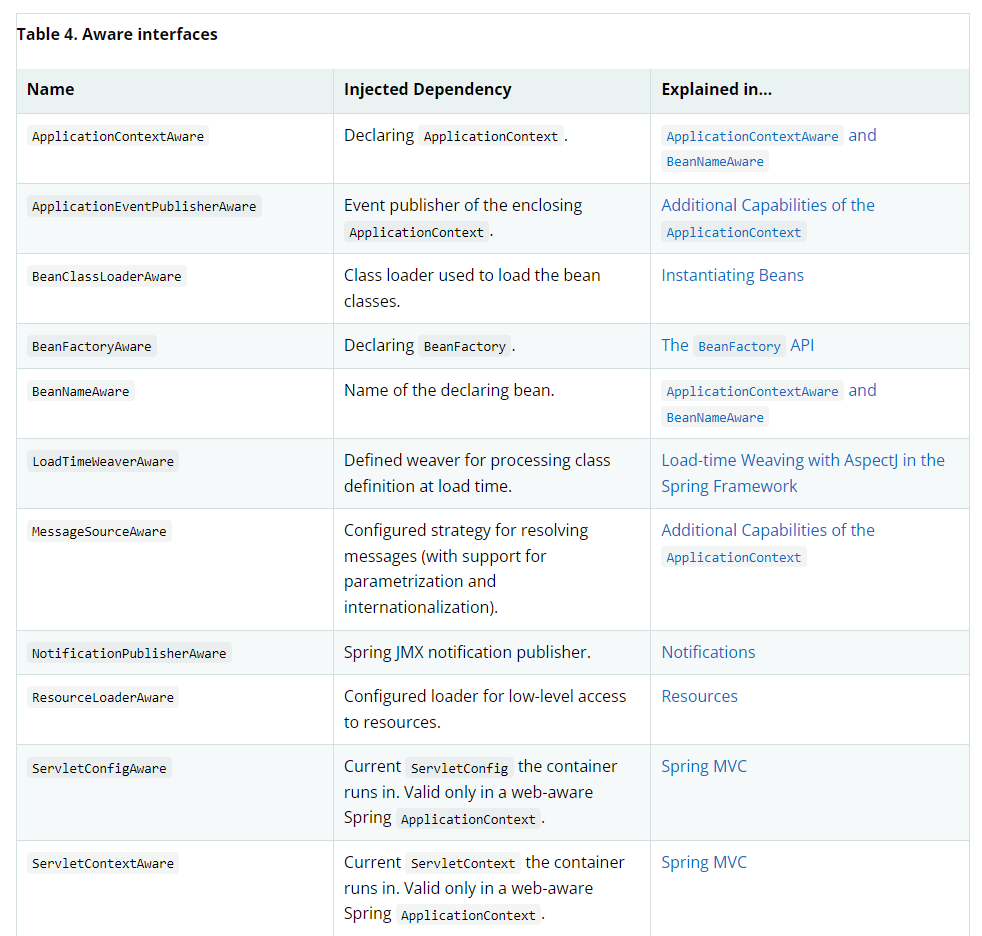 Table 4. Aware interfaces
Name Injected Dependency Explained in...
ApplicationContextAware Declaring ApplicationContext. ApplicationContextAware and
BeanNameAware
ApplicationEventPublisherAware Event publisher of the enclosing Additional Capabilities of the
ApplicationContext. ApplicationContext
BeanClassLoaderAware Class loader used to load the bean Instantiating Beans
classes.
BeanFactoryAware Declaring BeanFactory. The BeanFactory API
BeanNameAware Name of the declaring bean. ApplicationContextAware and
BeanNameAware
LoadTimeWeaverAware Defined weaver for processing class Load-time Weaving with AspectJ in the
definition at load time. Spring Framework
MessageSourceAware Configured strategy for resolving Additional Capabilities of the
messages (with support for ApplicationContext
parametrization and
internationalization).
NotificationPublisherAware Spring JMX notification publisher. Notifications
ResourceLoaderAware Configured loader for low-level access Resources
to resources.
ServletConfigAware Current ServletConfig the container Spring MVC
runs in. Valid only in a web-aware
Spring ApplicationContext.
ServletContextAware Current ServletContext the container Spring MVC
runs in. Valid only in a web-aware
Spring ApplicationContext.